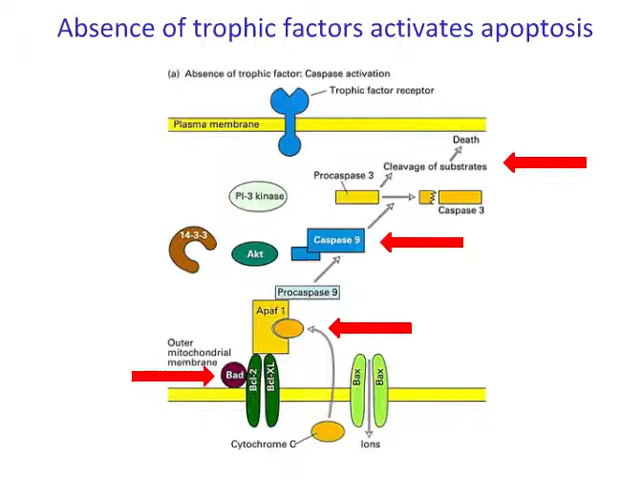 Absence of trophic factors activates apoptosis
(a) Absence of trophic factor: Caspase activation
Trophic factor receptor
Plasma membrane
Death
Cleavage of substrates
Procaspase 3
PI-3 kinase
Caspase 3
14-3-3
Akt
Caspase 9
Procaspase 9
Apaf 1
Outer
mitochondrial
membrane
Bad
Bcl-2
Bcl-XL
Bax
Bax
Cytochrome C
Ions